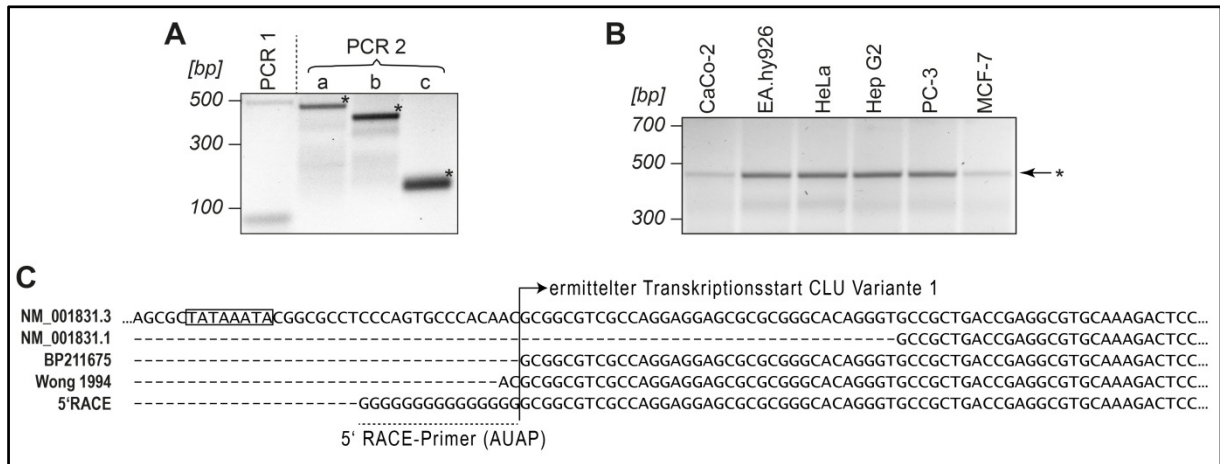 A
B
[bp]
PCR 1
PCR 2
a
b
c
500
300
100
*
*
*
[bp]
CaCo-2
EA.hy926
HeLa
Hep G2
PC-3
MCF-7
700
500
300
*
C
ermittelter Transkriptionsstart CLU Variante 1
NM_001831.3 ...AGCGCTATAAATACGGCGCCTCCCAGTGCCCACAACGCGGCGTCGCCAGGAGGAGCGCGCGGGCACAGGGTGCCGCTGACCGAGGCGTGCAAAGACTCC...
NM_001831.1 ------------------------------------------------------------------------GCCGCTGACCGAGGCGTGCAAAGACTCC...
BP211675 ------------------------------------GCGGCGTCGCCAGGAGGAGCGCGCGGGCACAGGGTGCCGCTGACCGAGGCGTGCAAAGACTCC...
Wong 1994 ----------------------------------ACGCGGCGTCGCCAGGAGGAGCGCGCGGGCACAGGGTGCCGCTGACCGAGGCGTGCAAAGACTCC...
5'RACE ---------------------GGGGGGGGGGGGGGGGCGGCGTCGCCAGGAGGAGCGCGCGGGCACAGGGTGCCGCTGACCGAGGCGTGCAAAGACTCC...
5‘ RACE-Primer (AUAP)